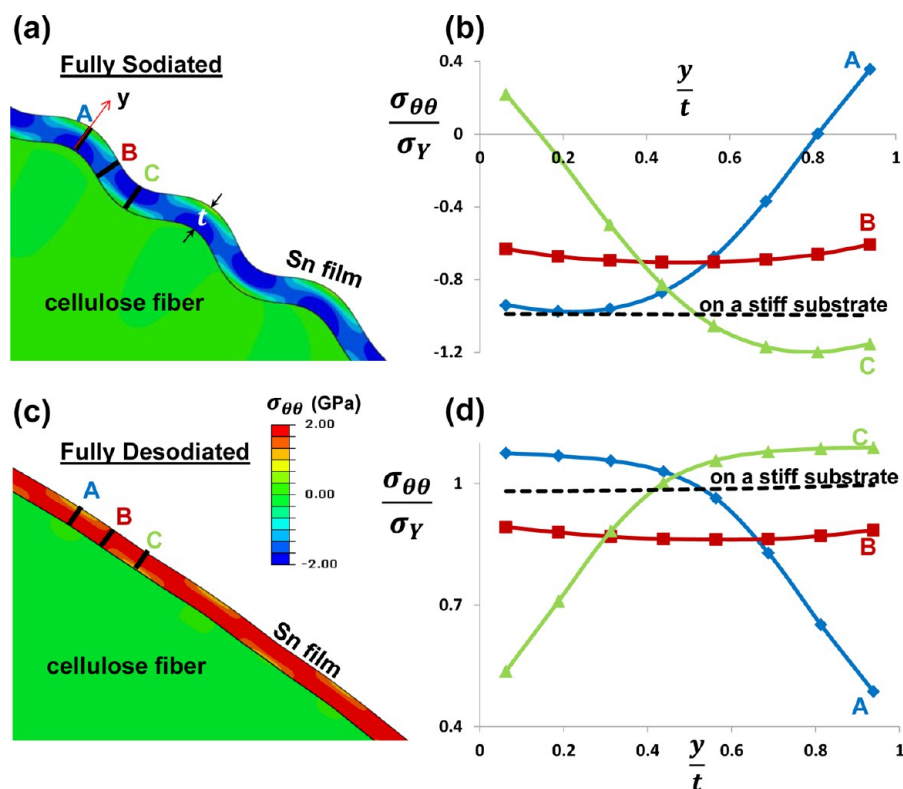 (a)
Fully Sodiated
y
A
B
C
t
Sn film
cellulose fiber
(b)
σθθ
σY
y
t
0.4
0
-0.4
-0.8
-1.2
0
0.2
0.4
0.6
0.8
1
A
B
on a stiff substrate
C
(c)
Fully Desodiated
σθθ (GPa)
2.00
0.00
-2.00
A
B
C
Sn film
cellulose fiber
(d)
σθθ
σY
1
0.7
0.4
C
on a stiff substrate
B
A
0
0.2
0.4
0.6
0.8
1
y
t